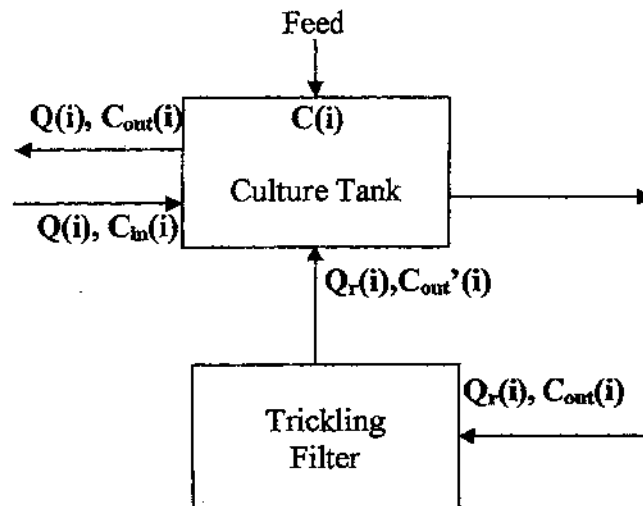 Feed
Q(i), Cout(i)
C(i)
Culture Tank
Q(i), Cin(i)
Qr(i),Cout'(i)
Qr(i), Cout(i)
Trickling
Filter